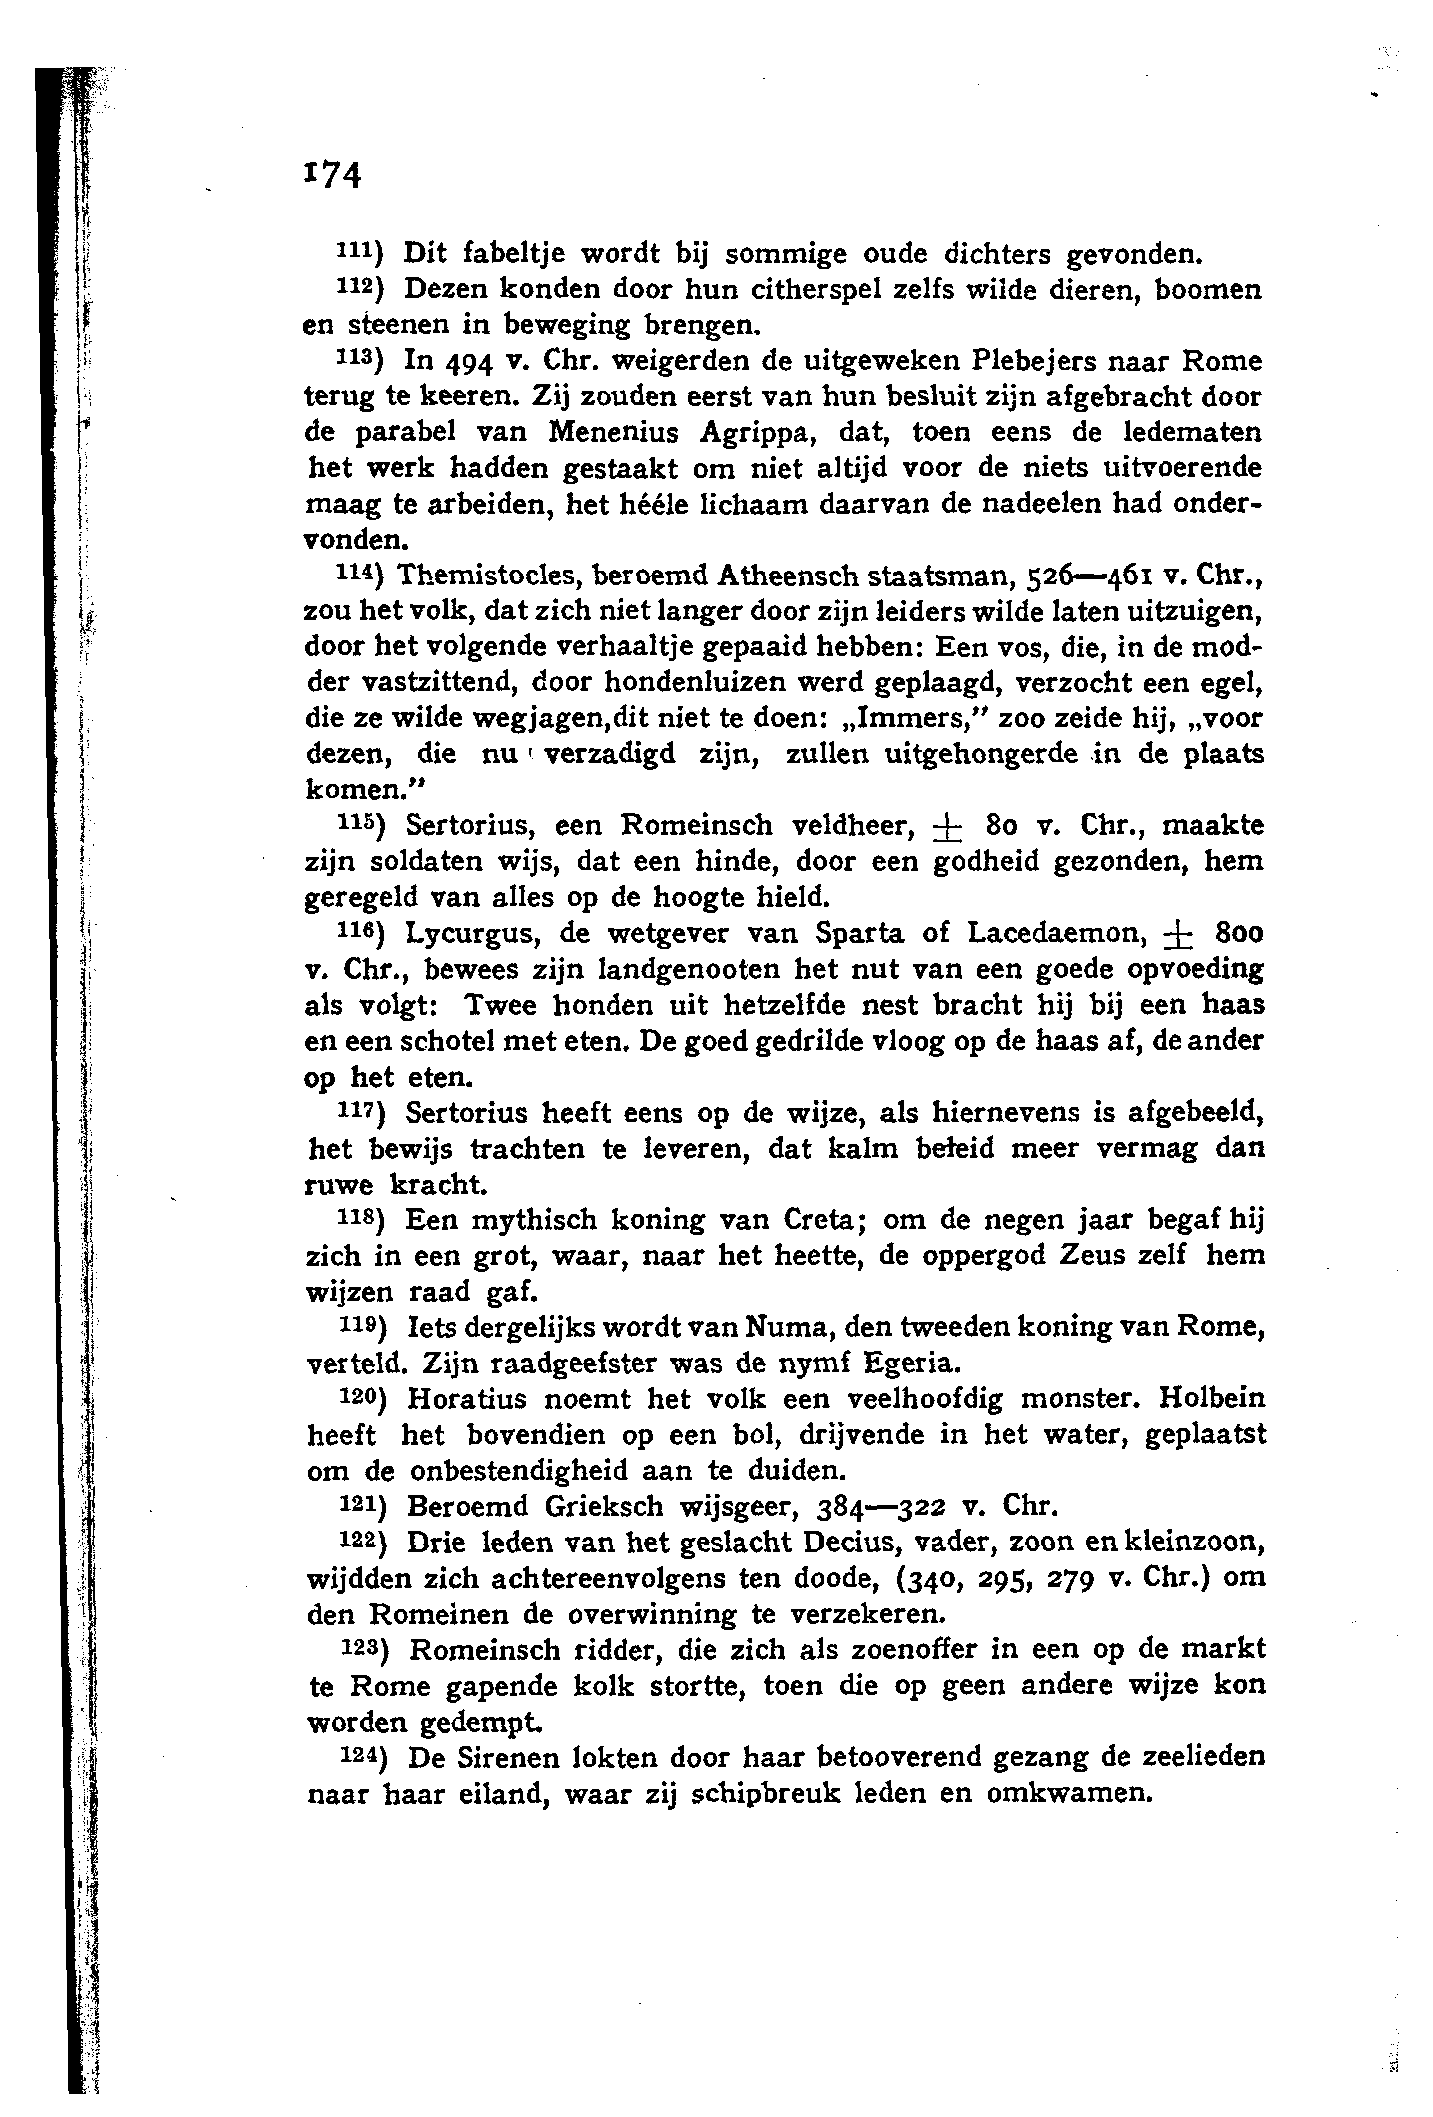 174
111) Dit fabeltje wordt bij sommige oude dichters gevonden.
112) Dezen konden door hun citherspel zelfs wilde dieren, boomen
en steenen in beweging brengen.
113) In 494 v. Chr. weigerden de uitgeweken Plebejers naar Rome
terug te keeren. Zij zouden eerst van hun besluit zijn afgebracht door
de parabel van Menenius Agrippa, dat, toen eens de ledematen
het werk hadden gestaakt om niet altijd voor de niets uitvoerende
maag te arbeiden, het hééle lichaam daarvan de nadeelen had onder-
vonden.
114) Themistocles, beroemd Atheensch staatsman, 526—461 v. Chr.,
zou het volk, dat zich niet langer door zijn leiders wilde laten uitzuigen,
door het volgende verhaaltje gepaaid hebben: Een vos, die, in de mod-
der vastzittend, door hondenluizen werd geplaagd, verzocht een egel,
die ze wilde wegjagen,dit niet te doen: „Immers,” zoo zeide hij, „voor
dezen, die nu verzadigd zijn, zullen uitgehongerde in de plaats
komen.”
115) Sertorius, een Romeinsch veldheer, ± 80 v. Chr., maakte
zijn soldaten wijs, dat een hinde, door een godheid gezonden, hem
geregeld van alles op de hoogte hield.
116) Lycurgus, de wetgever van Sparta of Lacedaemon, ± 800
v. Chr., bewees zijn landgenooten het nut van een goede opvoeding
als volgt: Twee honden uit hetzelfde nest bracht hij bij een haas
en een schotel met eten. De goed gedrilde vloog op de haas af, de ander
op het eten.
117) Sertorius heeft eens op de wijze, als hiernevens is afgebeeld,
het bewijs trachten te leveren, dat kalm beleid meer vermag dan
ruwe kracht.
118) Een mythisch koning van Creta; om de negen jaar begaf hij
zich in een grot, waar, naar het heette, de oppergod Zeus zelf hem
wijzen raad gaf.
119) Iets dergelijks wordt van Numa, den tweeden koning van Rome,
verteld. Zijn raadgeefster was de nymf Egeria.
120) Horatius noemt het volk een veelhoofdig monster. Holbein
heeft het bovendien op een bol, drijvende in het water, geplaatst
om de onbestendigheid aan te duiden.
121) Beroemd Grieksch wijsgeer, 384—322 v. Chr.
122) Drie leden van het geslacht Decius, vader, zoon en kleinzoon,
wijdden zich achtereenvolgens ten doode, (340, 295, 279 v. Chr.) om
den Romeinen de overwinning te verzekeren.
123) Romeinsch ridder, die zich als zoenoffer in een op de markt
te Rome gapende kolk stortte, toen die op geen andere wijze kon
worden gedempt.
124) De Sirenen lokten door haar betooverend gezang de zeelieden
naar haar eiland, waar zij schipbreuk leden en omkwamen.